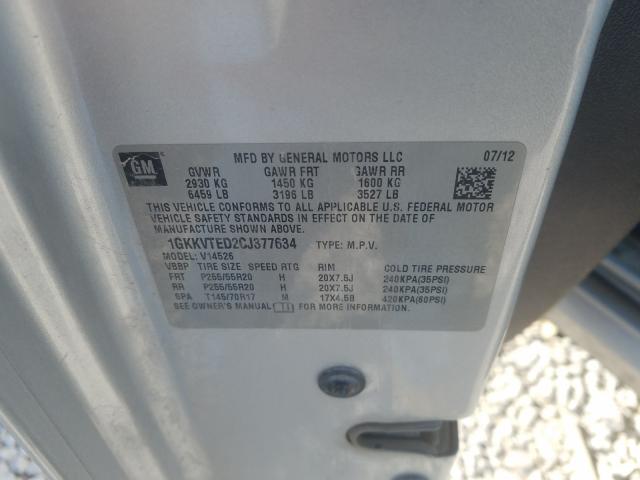 MFD BY GENERAL MOTORS LLC 07/12
GM GVWR GAWR FRT GAWR RR
2930 KG 1450 KG 1600 KG
6459 LB 3196 LB 3527 LB
THIS VEHICLE CONFORMS TO ALL APPLICABLE U.S. FEDERAL MOTOR
VEHICLE SAFETY STANDARDS IN EFFECT ON THE DATE OF
MANUFACTURE SHOWN ABOVE.
1GKKVTED2CJ377634 TYPE: M.P.V.
MODEL: V14526
VBBP TIRE SIZE SPEED RTG RIM COLD TIRE PRESSURE
FRT P255/55R20 H 20X7.5J 240KPA(35PSI)
RR P255/55R20 H 20X7.5J 240KPA(35PSI)
SPA T145/70R17 M 17X4.5B 420KPA(60PSI)
SEE OWNER'S MANUAL FOR MORE INFORMATION.